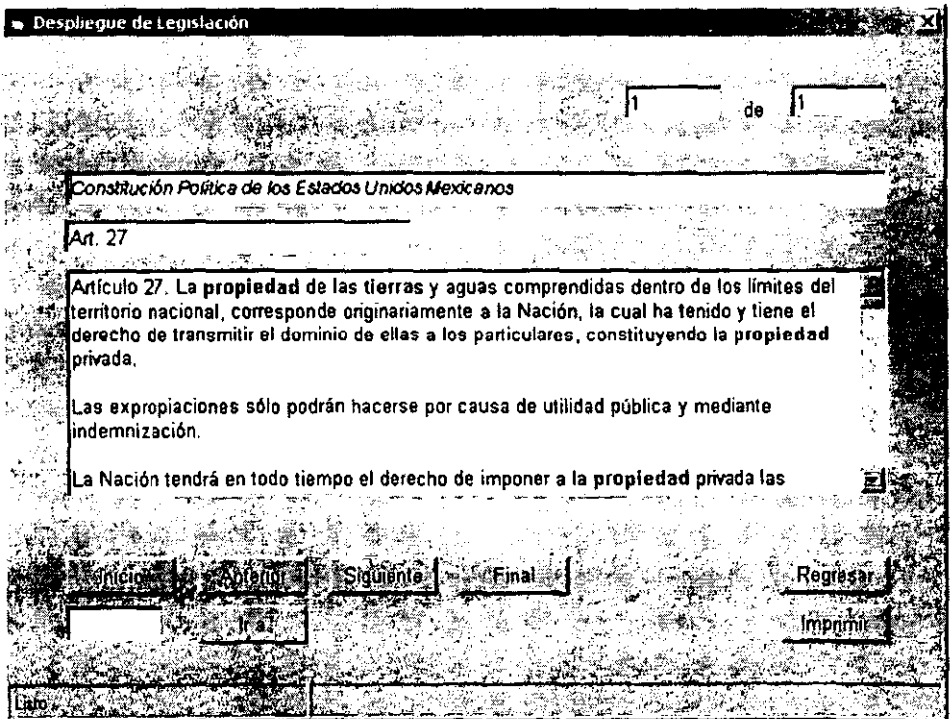 Despliegue de Legislación
1 de 1
Constitución Política de los Estados Unidos Mexicanos
Art. 27
Artículo 27. La propiedad de las tierras y aguas comprendidas dentro de los límites del
territorio nacional, corresponde originariamente a la Nación, la cual ha tenido y tiene el
derecho de transmitir el dominio de ellas a los particulares, constituyendo la propiedad
privada.
Las expropiaciones sólo podrán hacerse por causa de utilidad pública y mediante
indemnización.
La Nación tendrá en todo tiempo el derecho de imponer a la propiedad privada las
Inicio Anterior Siguiente Final Regresar
Ir a Imprimir
Listo